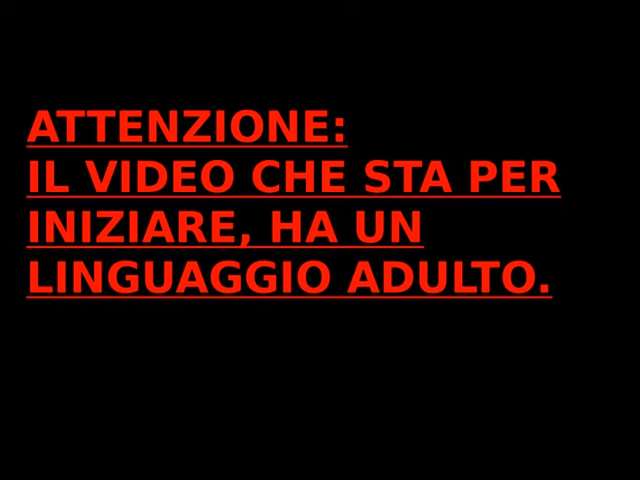 ATTENZIONE:
IL VIDEO CHE STA PER
INIZIARE, HA UN
LINGUAGGIO ADULTO.